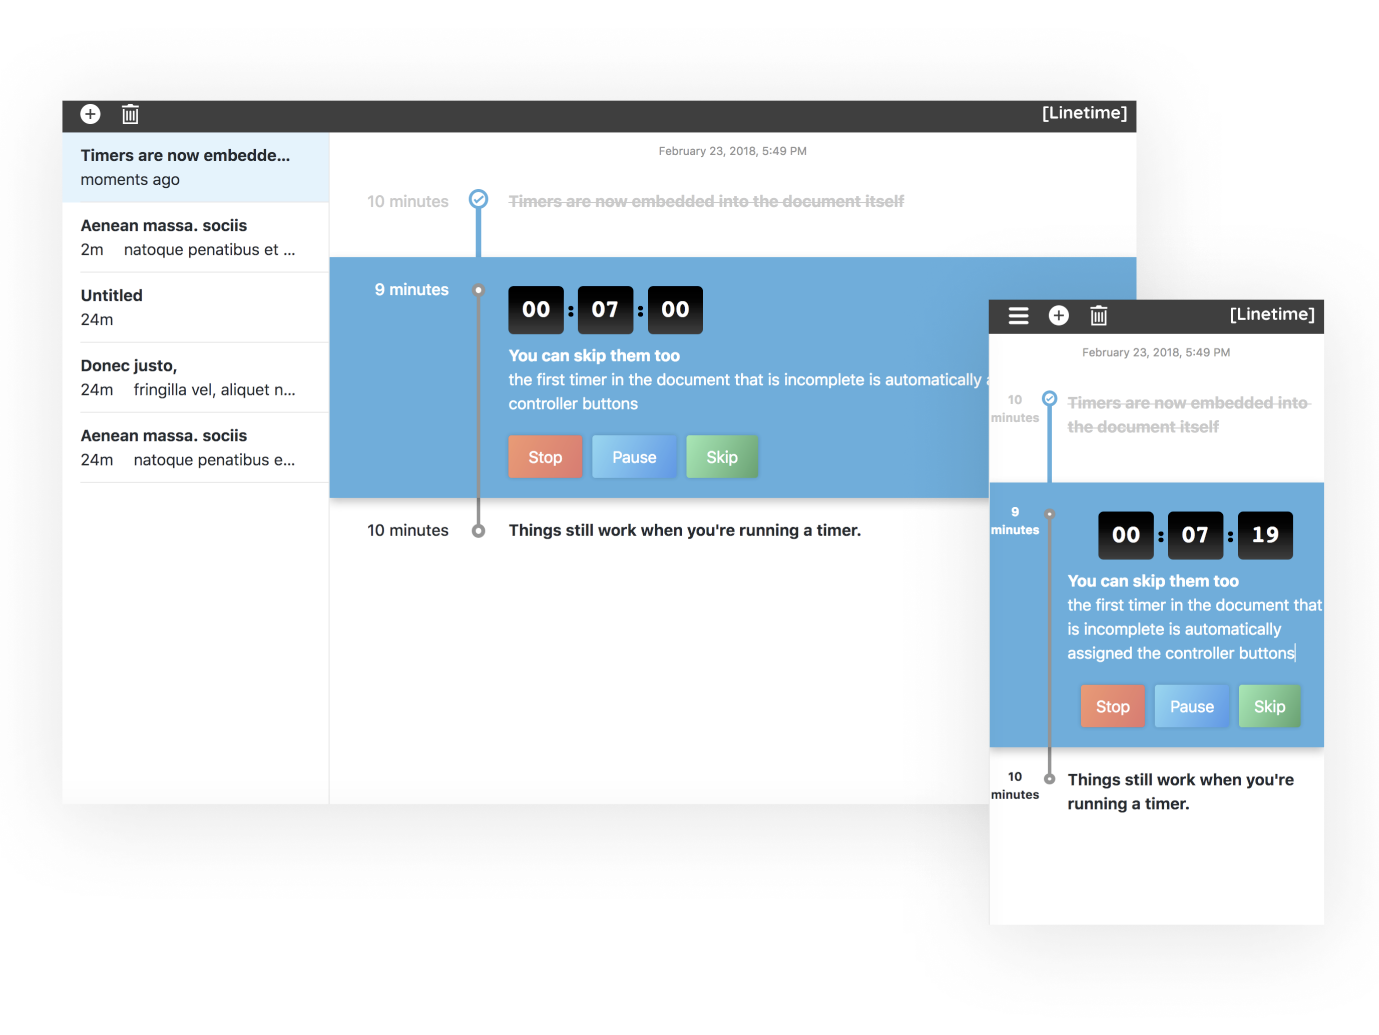 [Linetime]
Timers are now embedde...
moments ago
Aenean massa. sociis
2m natoque penatibus et ...
Untitled
24m
Donec justo,
24m fringilla vel, aliquet n...
Aenean massa. sociis
24m natoque penatibus e...
February 23, 2018, 5:49 PM
10 minutes Timers are now embedded into the document itself
9 minutes
00 : 07 : 00
You can skip them too
the first timer in the document that is incomplete is automatically
controller buttons
Stop Pause Skip
10 minutes Things still work when you're running a timer.
[Linetime]
February 23, 2018, 5:49 PM
10
minutes
Timers are now embedded into
the document itself
9
minutes
00 : 07 : 19
You can skip them too
the first timer in the document that
is incomplete is automatically
assigned the controller buttons
Stop Pause Skip
10
minutes
Things still work when you're
running a timer.